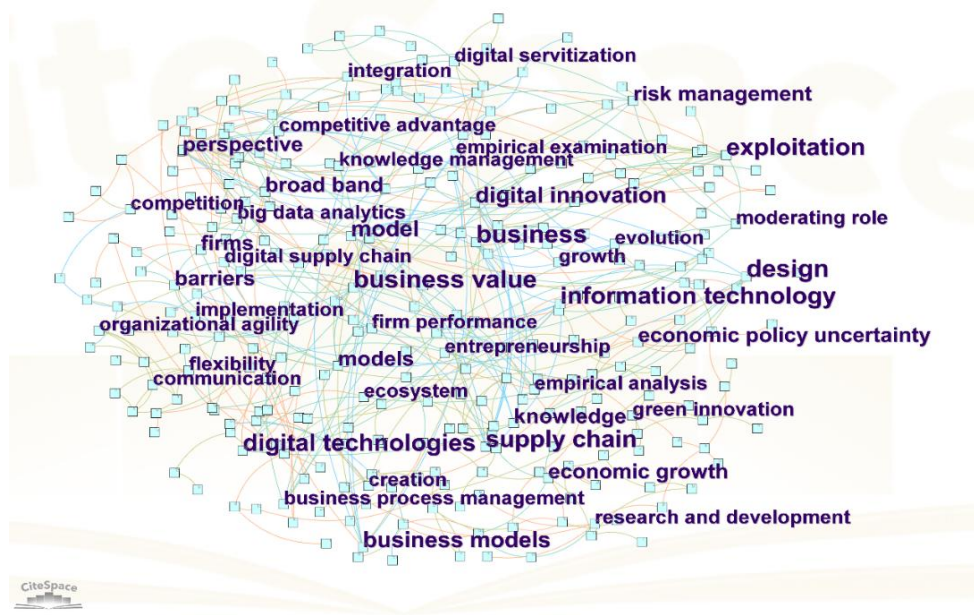 digital servitization
integration
risk management
competitive advantage
perspective
empirical examination
exploitation
knowledge management
broad band
digital innovation
competition
big data analytics
moderating role
model
business
evolution
firms
digital supply chain
growth
barriers
business value
design
information technology
implementation
organizational agility
firm performance
economic policy uncertainty
entrepreneurship
flexibility
models
communication
ecosystem
empirical analysis
knowledge
green innovation
digital technologies
supply chain
creation
economic growth
business process management
research and development
business models
CiteSpace